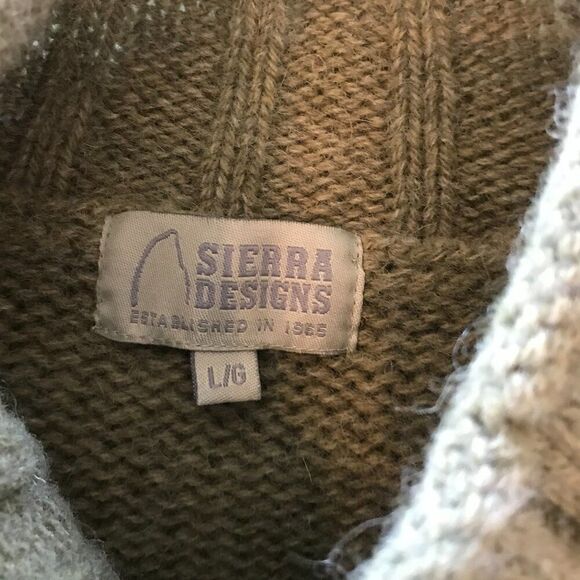 SIERRA
DESIGNS
ESTABLISHED IN 1965
L/G